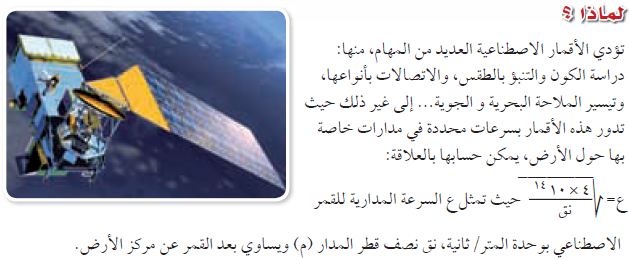 لماذا ؟
تؤدي الأقمار الاصطناعية العديد من المهام، منها:
دراسة الكون والتنبؤ بالطقس، والاتصالات بأنواعها،
وتيسير الملاحة البحرية و الجوية... إلى غير ذلك حيث
تدور هذه الأقمار بسرعات محددة في مدارات خاصة
بها حول الأرض، يمكن حسابها بالعلاقة:
ع= √(٤ × ١٠^١٤ / نق) حيث تمثل ع السرعة المدارية للقمر
الاصطناعي بوحدة المتر/ ثانية، نق نصف قطر المدار (م) ويساوي بعد القمر عن مركز الأرض.